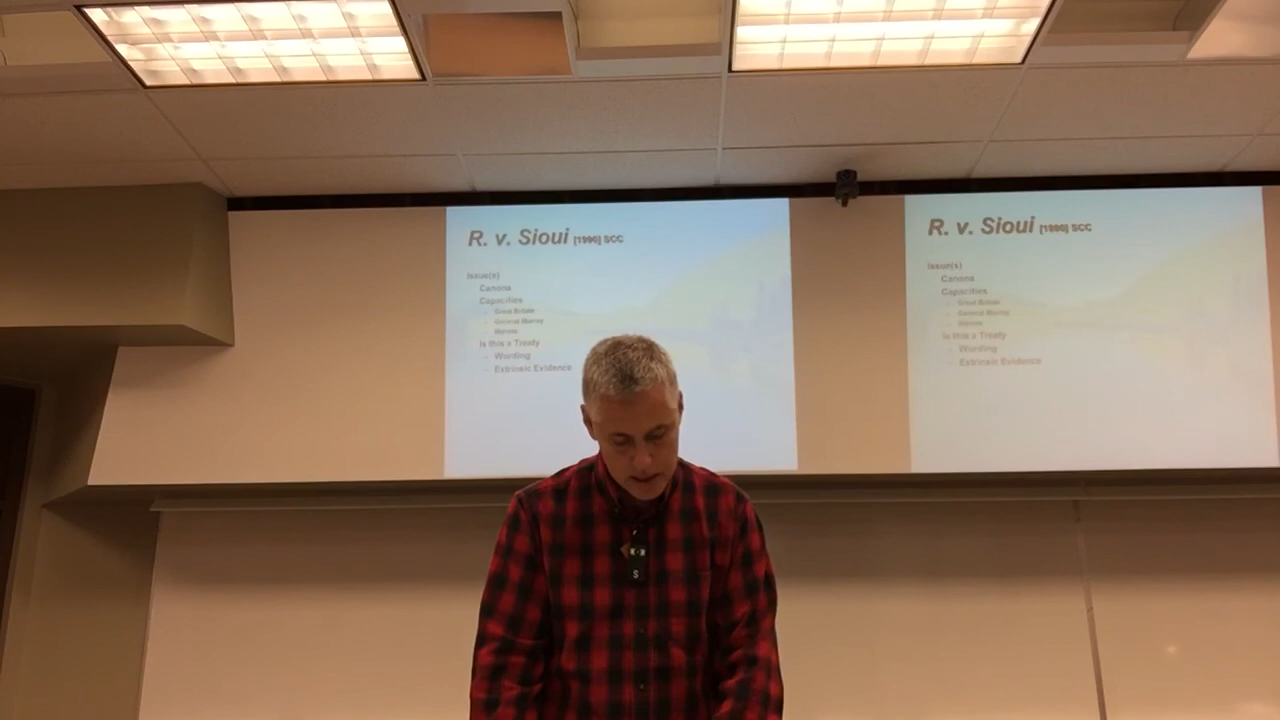 R. v. Sioui [1990] SCC
Issue(s)
Canons
Capacities
- Great Britain
- General Murray
- Hurons
Is this a Treaty
- Wording
- Extrinsic Evidence
R. v. Sioui [1990] SCC
Issue(s)
Canons
Capacities
- Great Britain
- General Murray
- Hurons
Is this a Treaty
- Wording
- Extrinsic Evidence
S